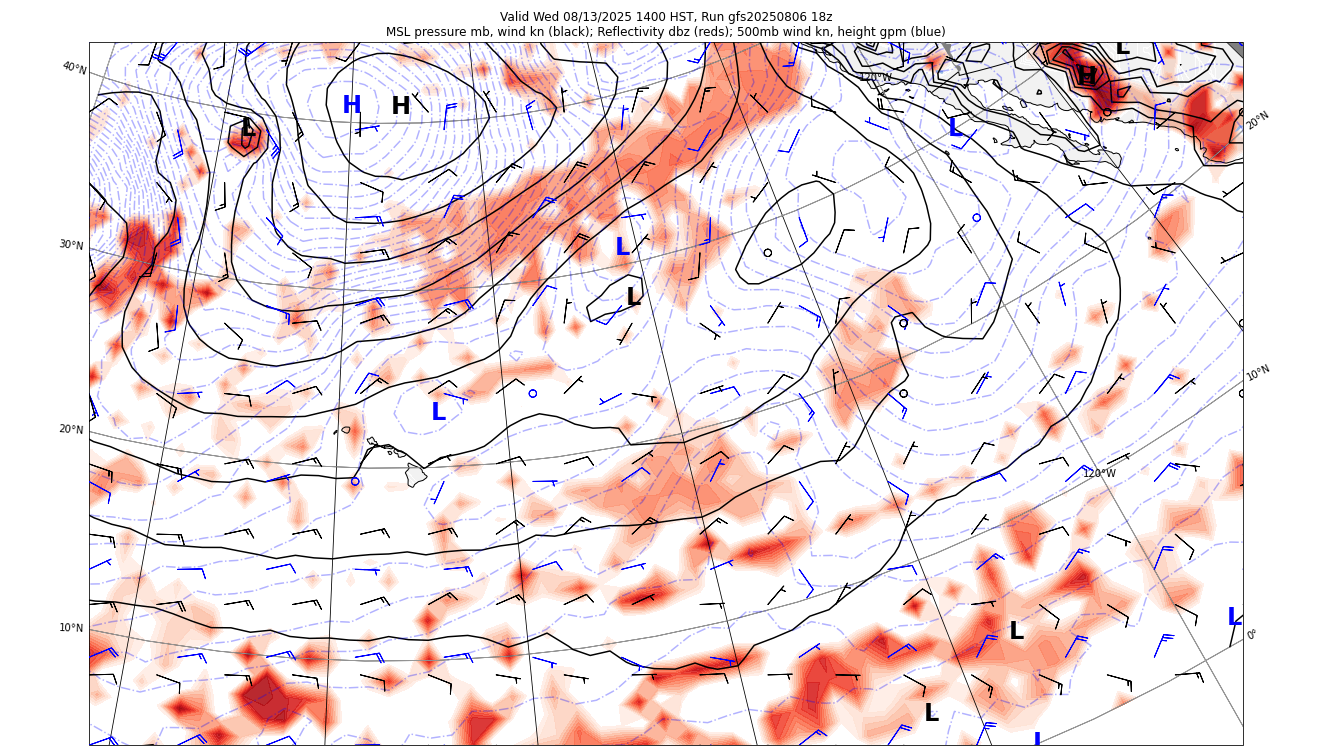 Valid Wed 08/13/2025 1400 HST, Run gfs20250806 18z
MSL pressure mb, wind kn (black); Reflectivity dbz (reds); 500mb wind kn, height gpm (blue)
L
40°N
120°W
H
H
H
L
L
20°N
30°N
L
L
10°N
L
20°N
120°W
10°N
L
L
0°
L
L